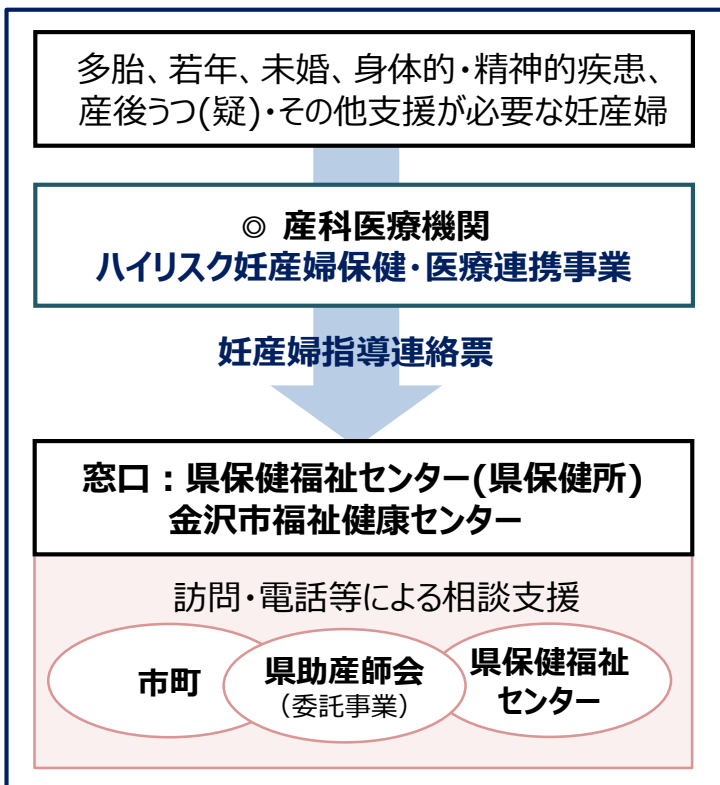 多胎、若年、未婚、身体的・精神的疾患、
産後うつ(疑)・その他支援が必要な妊産婦
◎ 産科医療機関
ハイリスク妊産婦保健・医療連携事業
妊産婦指導連絡票
窓口：県保健福祉センター(県保健所)
金沢市福祉健康センター
訪問・電話等による相談支援
市町
県助産師会
（委託事業）
県保健福祉
センター